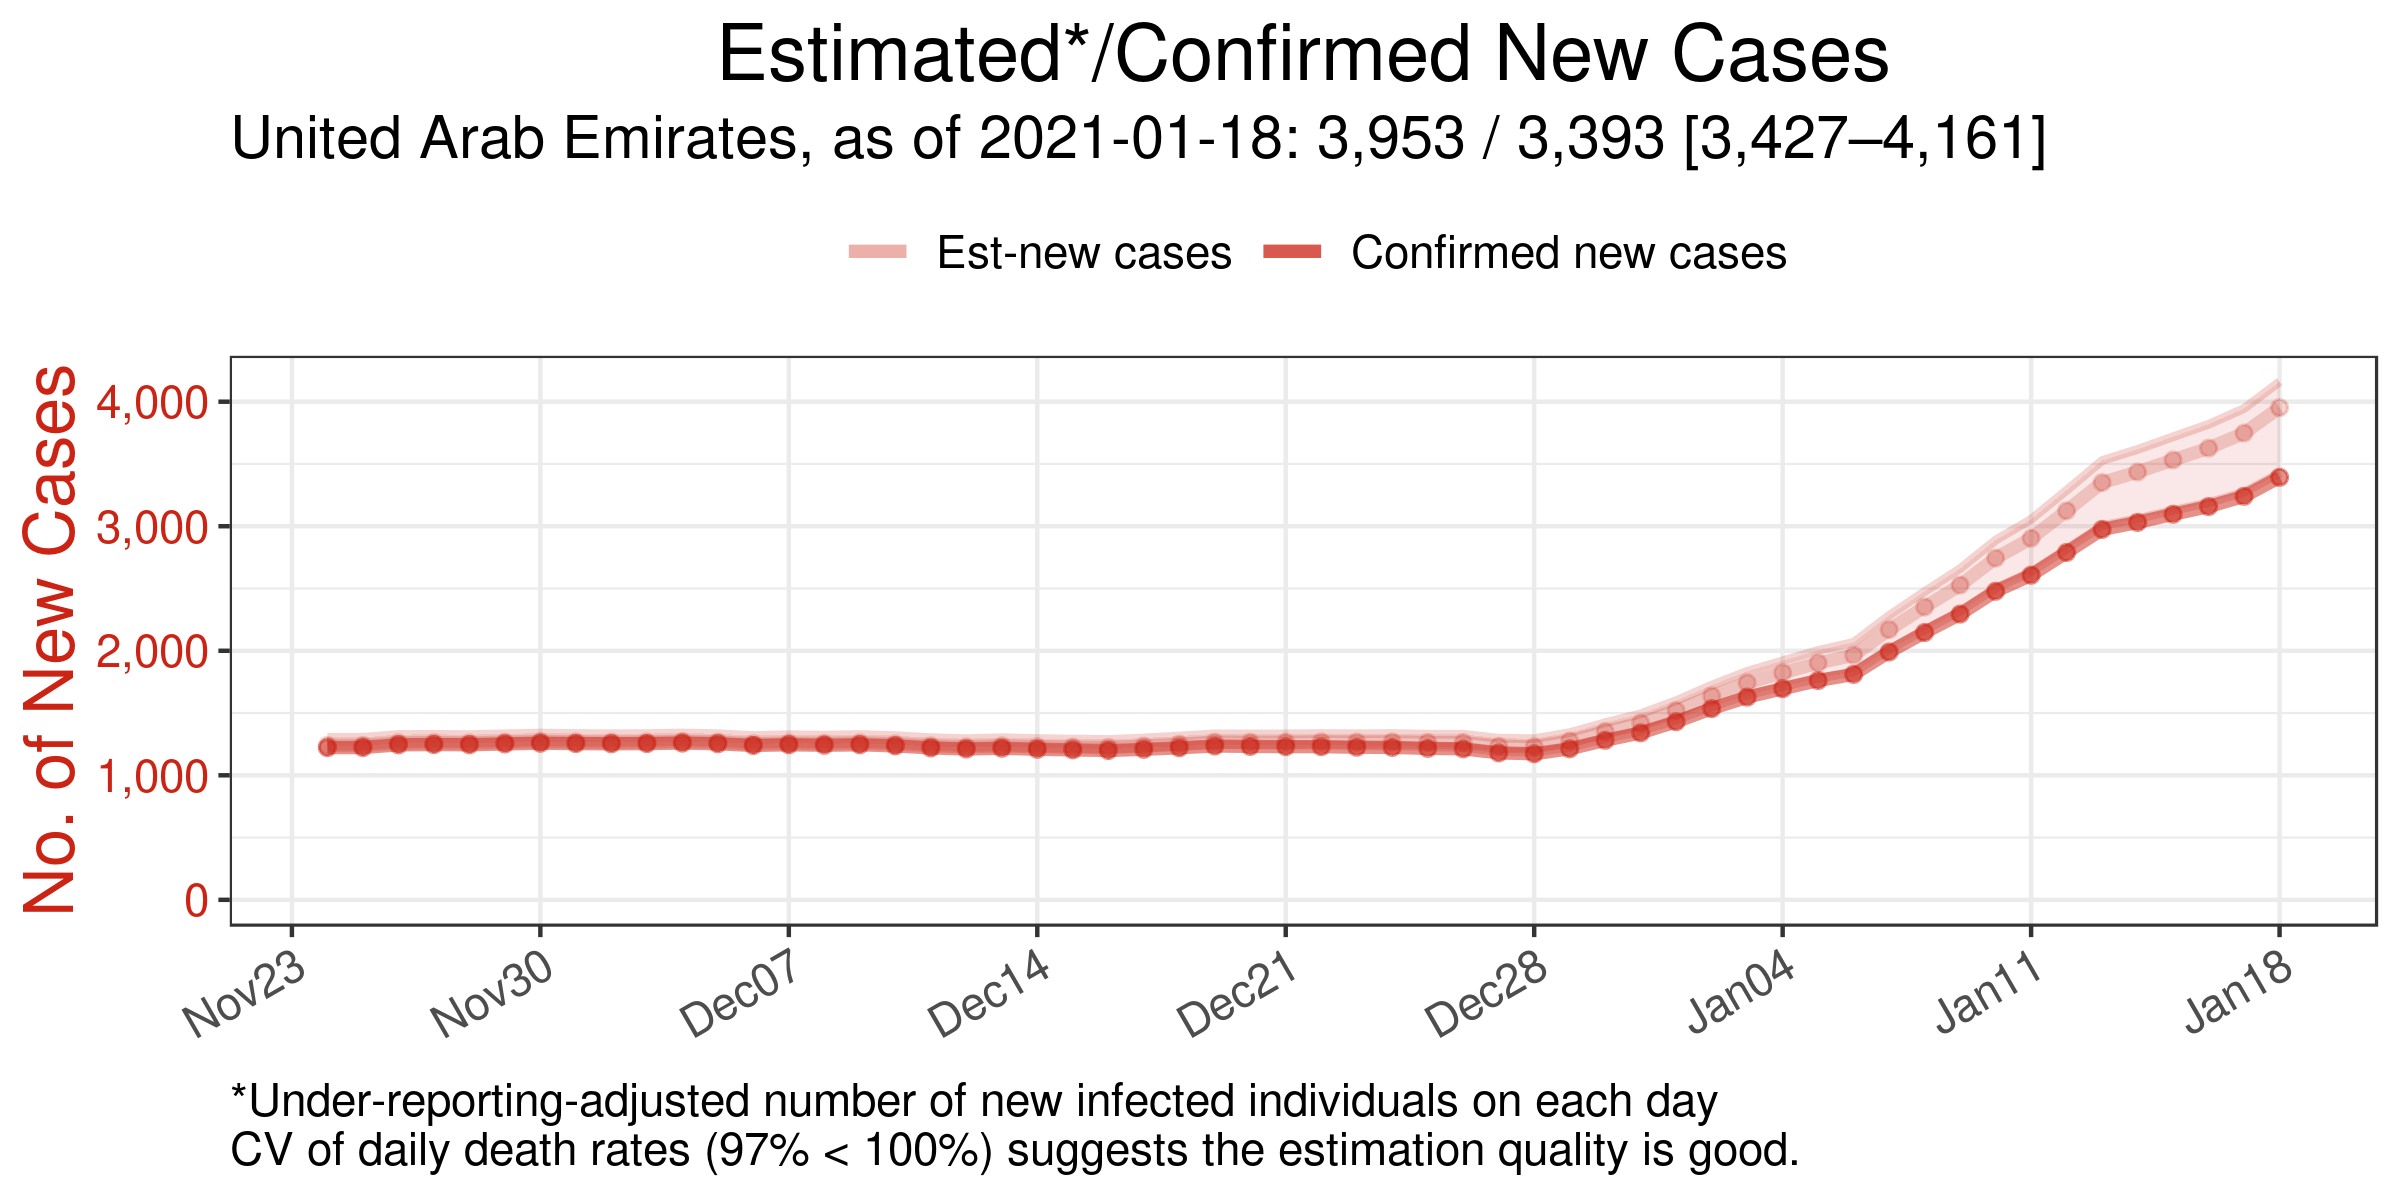 Estimated*/Confirmed New Cases
United Arab Emirates, as of 2021-01-18: 3,953 / 3,393 [3,427–4,161]
Est-new cases
Confirmed new cases
No. of New Cases
4,000
3,000
2,000
1,000
0
Nov23
Nov30
Dec07
Dec14
Dec21
Dec28
Jan04
Jan11
Jan18
*Under-reporting-adjusted number of new infected individuals on each day
CV of daily death rates (97% < 100%) suggests the estimation quality is good.